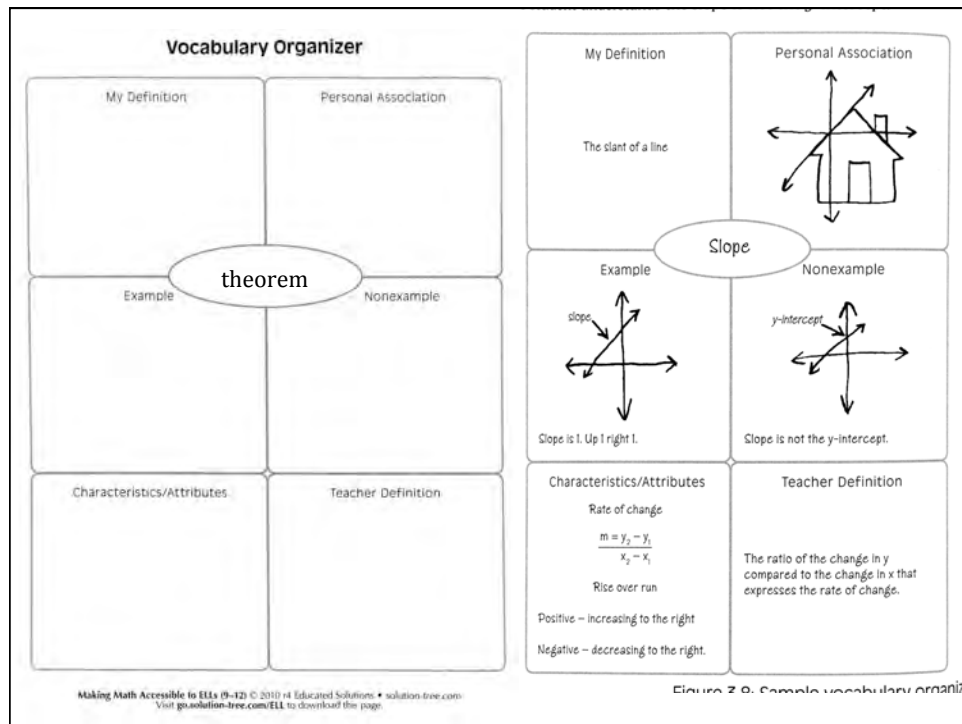 Vocabulary Organizer
My Definition
Personal Association
theorem
Example
Nonexample
Characteristics/Attributes
Teacher Definition
Making Math Accessible to ELLs (9–12) © 2010 r4 Educated Solutions • solution-tree.com
Visit go.solution-tree.com/ELL to download this page.
My Definition
Personal Association
The slant of a line
Slope
Example
Nonexample
slope
y-intercept
Slope is 1. Up 1 right 1.
Slope is not the y-intercept.
Characteristics/Attributes
Rate of change
m = y₂ – y₁
x₂ – x₁
Rise over run
Positive – increasing to the right
Negative – decreasing to the right.
Teacher Definition
The ratio of the change in y
compared to the change in x that
expresses the rate of change.
Figure 3.9: Sample vocabulary